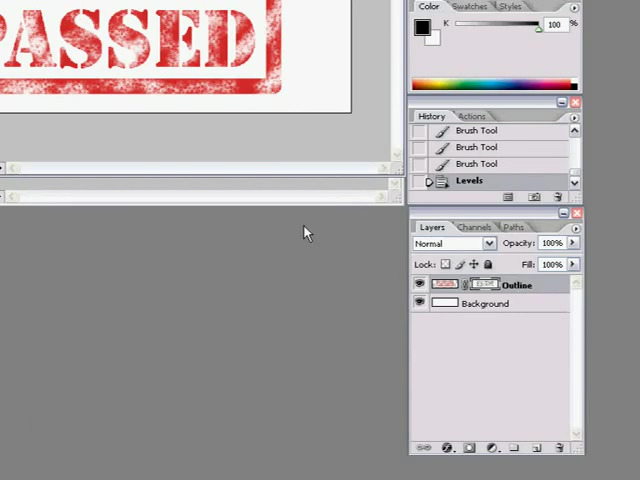 PASSED
Color
Swatches
Styles
K
100
%
History
Actions
Brush Tool
Brush Tool
Brush Tool
Levels
Layers
Channels
Paths
Normal
Opacity: 100%
Lock:
Fill: 100%
Outline
Background